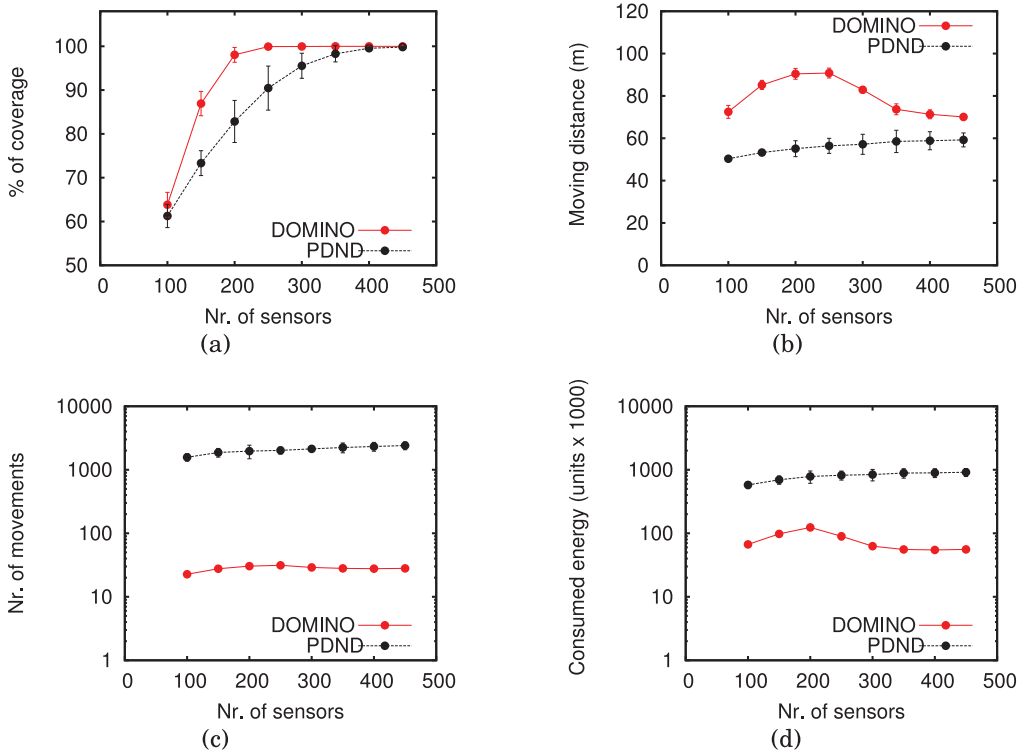 % of coverage
100
90
80
70
60
50
DOMINO
PDND
0 100 200 300 400 500
Nr. of sensors
(a)
Moving distance (m)
120
100
80
60
40
20
0
DOMINO
PDND
0 100 200 300 400 500
Nr. of sensors
(b)
Nr. of movements
10000
1000
100
10
1
DOMINO
PDND
0 100 200 300 400 500
Nr. of sensors
(c)
Consumed energy (units x 1000)
10000
1000
100
10
1
DOMINO
PDND
0 100 200 300 400 500
Nr. of sensors
(d)